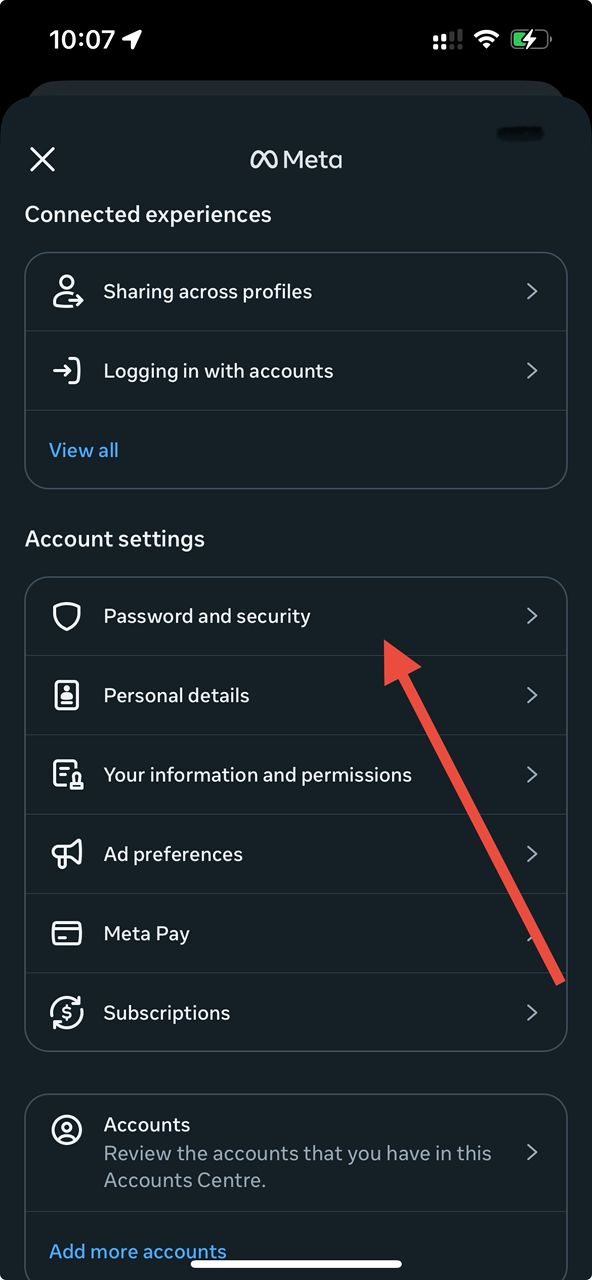 10:07
Meta
Connected experiences
Sharing across profiles
Logging in with accounts
View all
Account settings
Password and security
Personal details
Your information and permissions
Ad preferences
Meta Pay
Subscriptions
Accounts
Review the accounts that you have in this
Accounts Centre.
Add more accounts